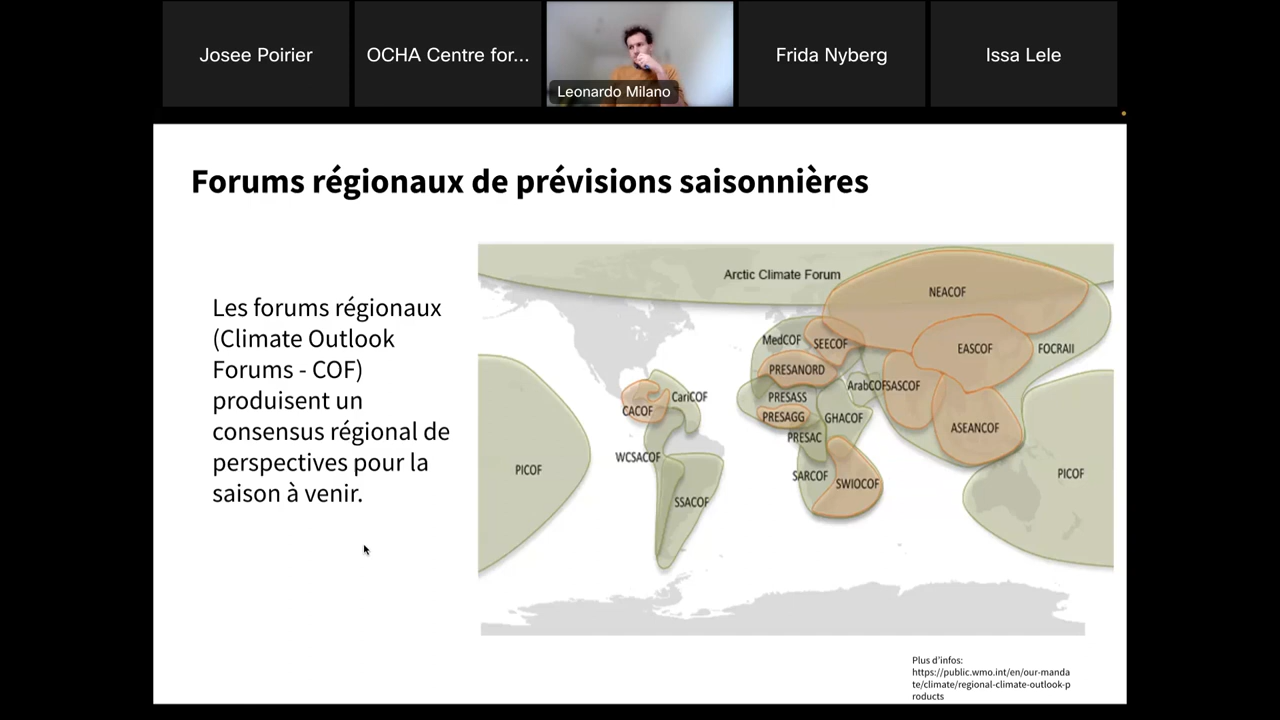 Josee Poirier
OCHA Centre for...
Leonardo Milano
Frida Nyberg
Issa Lele
Forums régionaux de prévisions saisonnières
Les forums régionaux
(Climate Outlook
Forums - COF)
produisent un
consensus régional de
perspectives pour la
saison à venir.
Arctic Climate Forum
NEACOF
MedCOF
SEECOF
EASCOF
FOCRAII
PRESANORD
ArabCOF
SASCOF
CACOF
CariCOF
PRESASS
PRESAGG
GHACOF
ASEANCOF
PRESAC
WCSACOF
PICOF
SARCOF
SWIOCOF
PICOF
SSACOF
Plus d'infos:
https://public.wmo.int/en/our-manda
te/climate/regional-climate-outlook-p
roducts